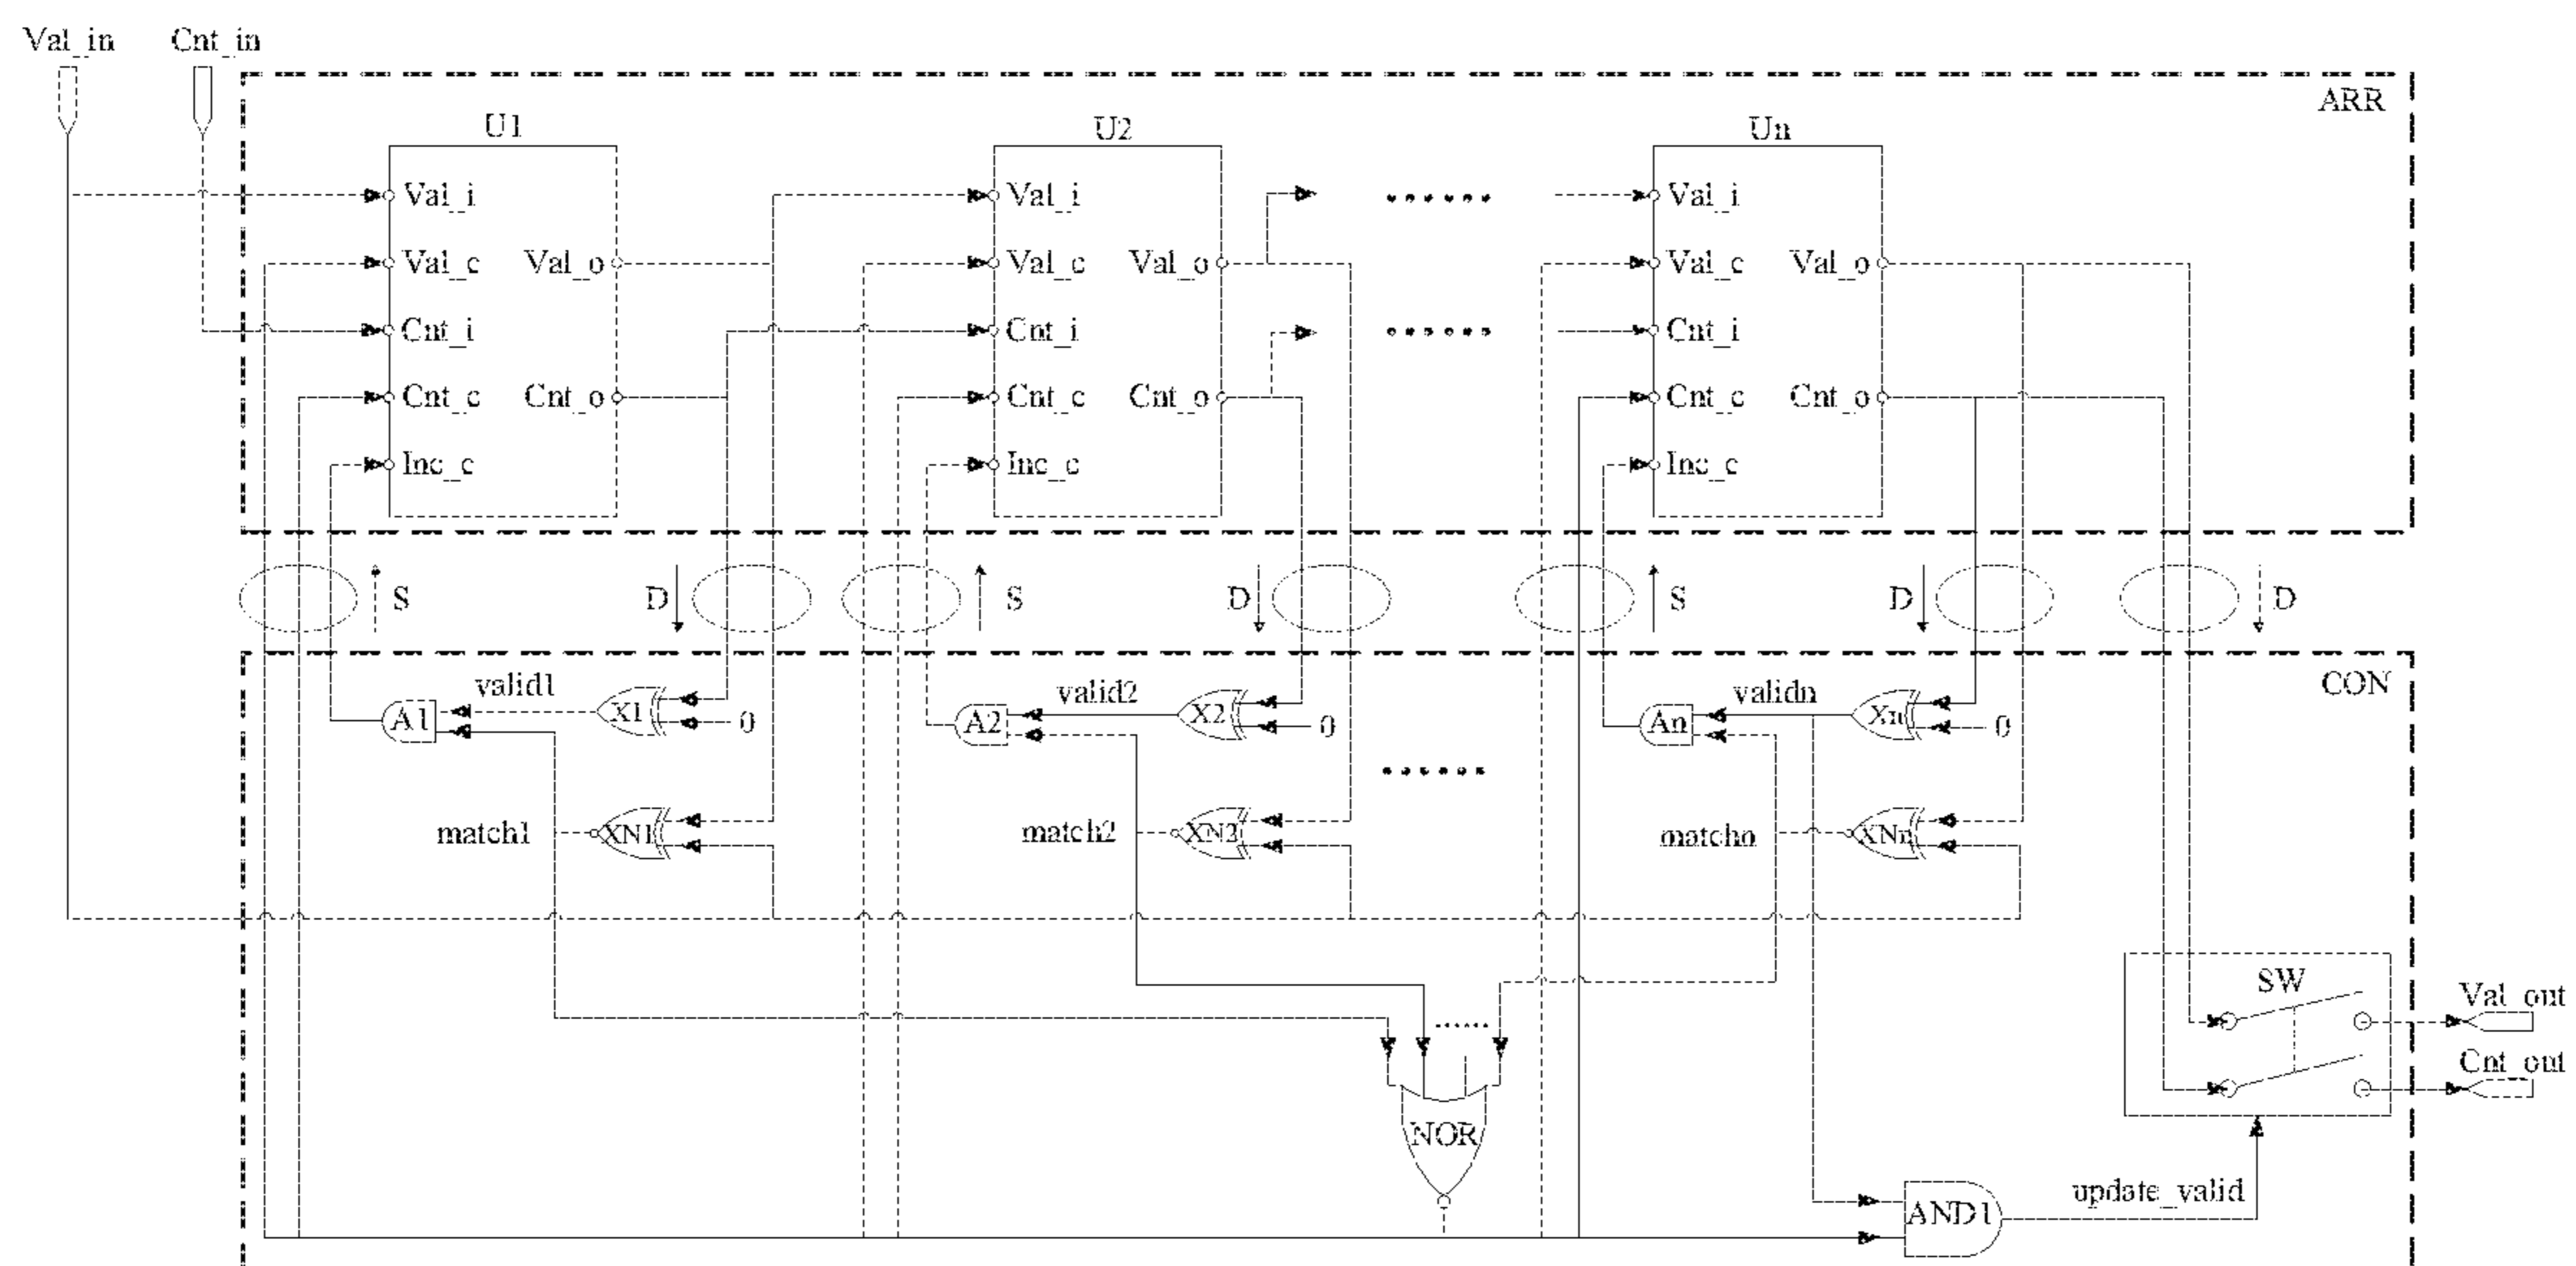 Val_in Cnt_in
ARR
U1 U2 Un
Val_i Val_i ...... Val_i
Val_c Val_o Val_c Val_o Val_c Val_o
Cnt_i Cnt_i ...... Cnt_i
Cnt_c Cnt_o Cnt_c Cnt_o Cnt_c Cnt_o
Inc_c Inc_c Inc_c
S D S D S D D
CON
valid1 valid2 validn
A1 X1 0 A2 X2 0 An Xn 0
......
match1 XN1 match2 XN2 matchn XNn
SW
Val_out
......
Cnt_out
NOR
update_valid
AND1